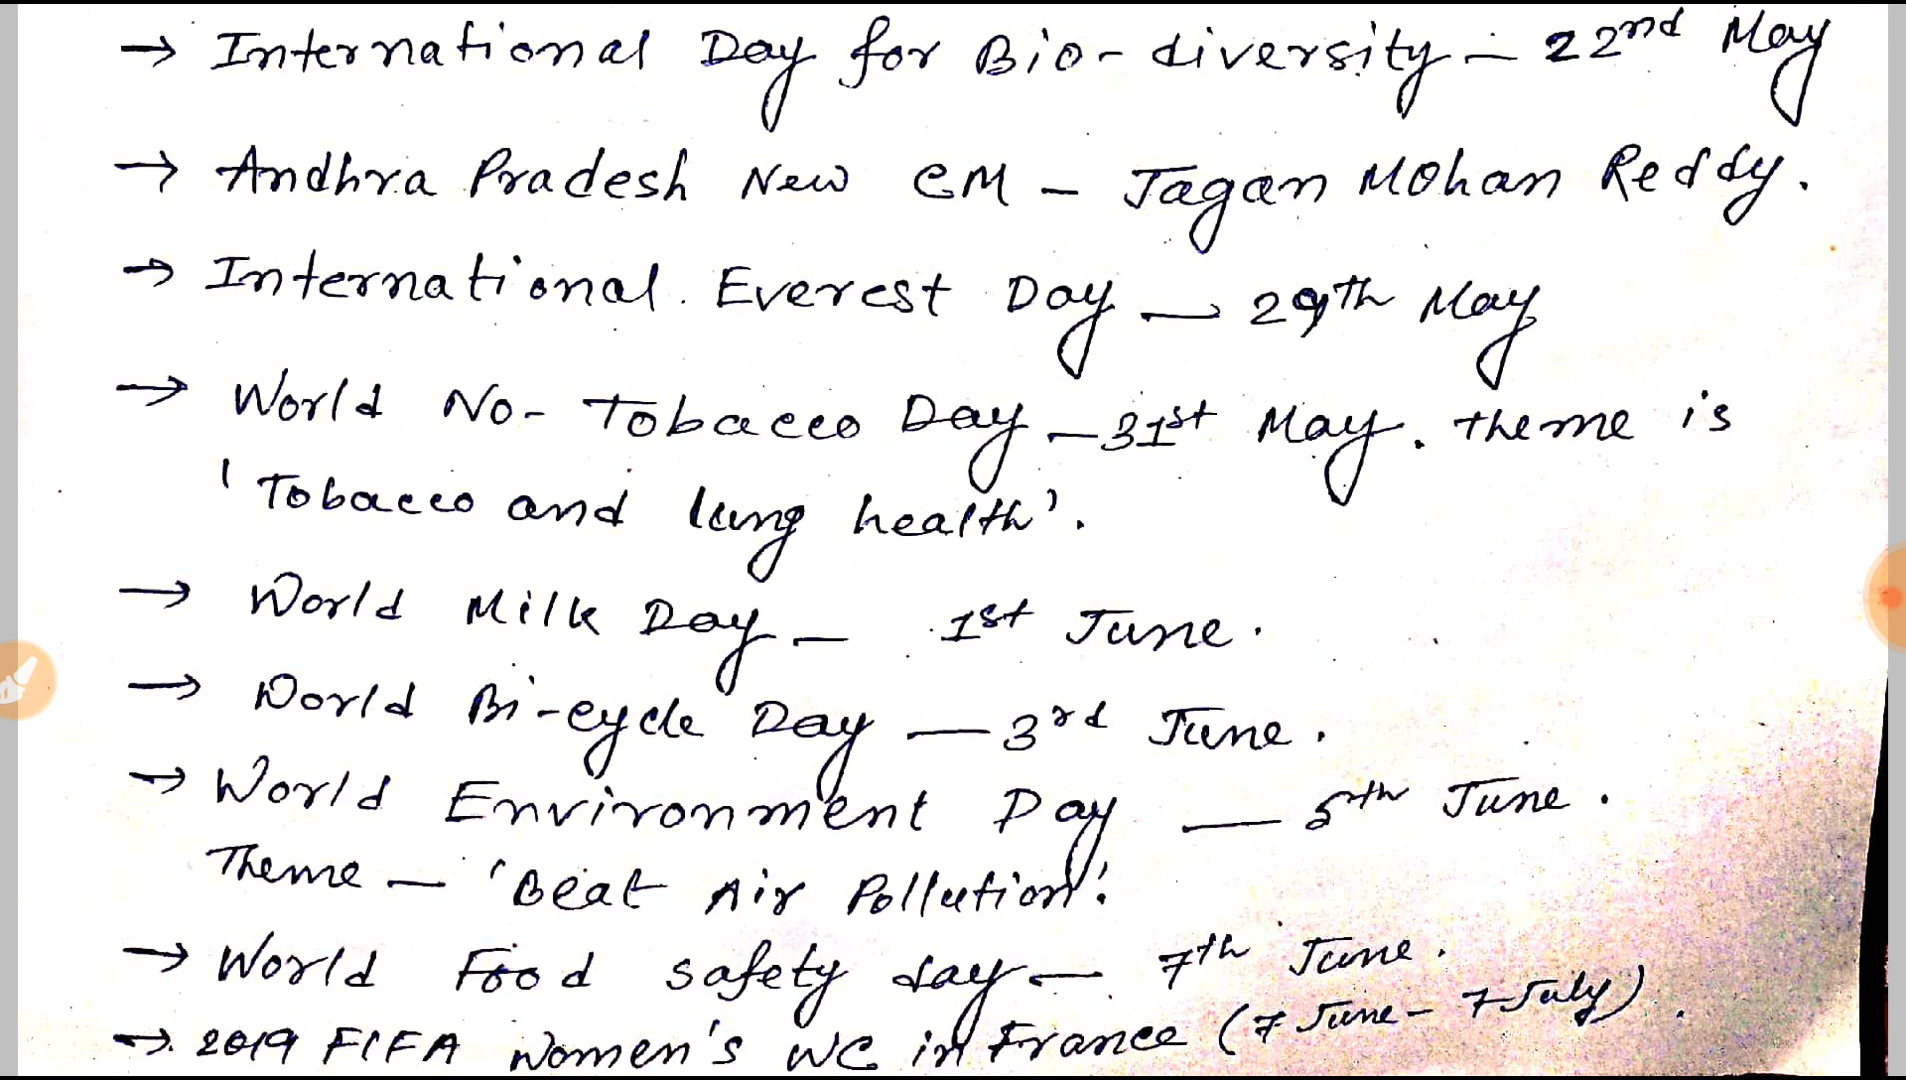 → International Day for Bio-diversity - 22nd May
→ Andhra Pradesh New CM - Jagan Mohan Reddy.
→ International Everest Day - 29th May
→ World No-Tobacco Day - 31st May. theme is
'Tobacco and lung health'.
→ World Milk Day - 1st June.
→ World Bi-cycle Day - 3rd June.
→ World Environment Day - 5th June.
Theme - 'Beat Air Pollution'.
→ World Food safety day - 7th June.
→ 2019 FIFA Women's WC in France (7 June - 7 July).